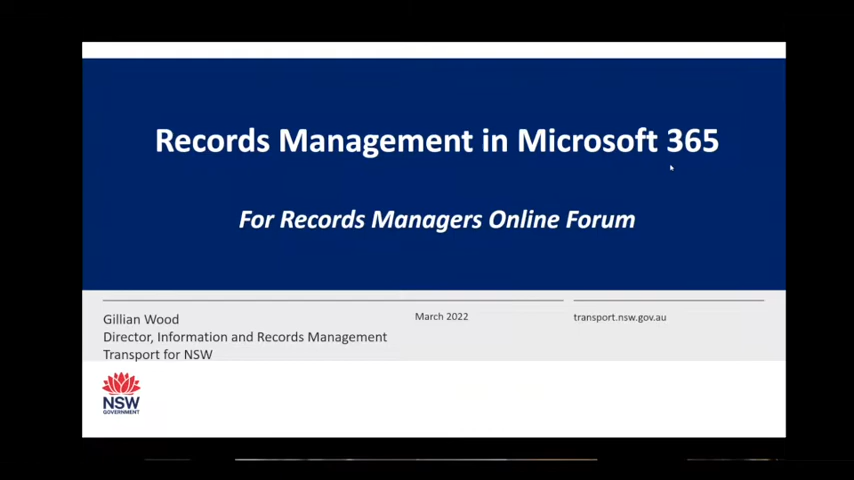 Records Management in Microsoft 365
For Records Managers Online Forum
Gillian Wood
Director, Information and Records Management
Transport for NSW
March 2022
transport.nsw.gov.au
NSW
GOVERNMENT